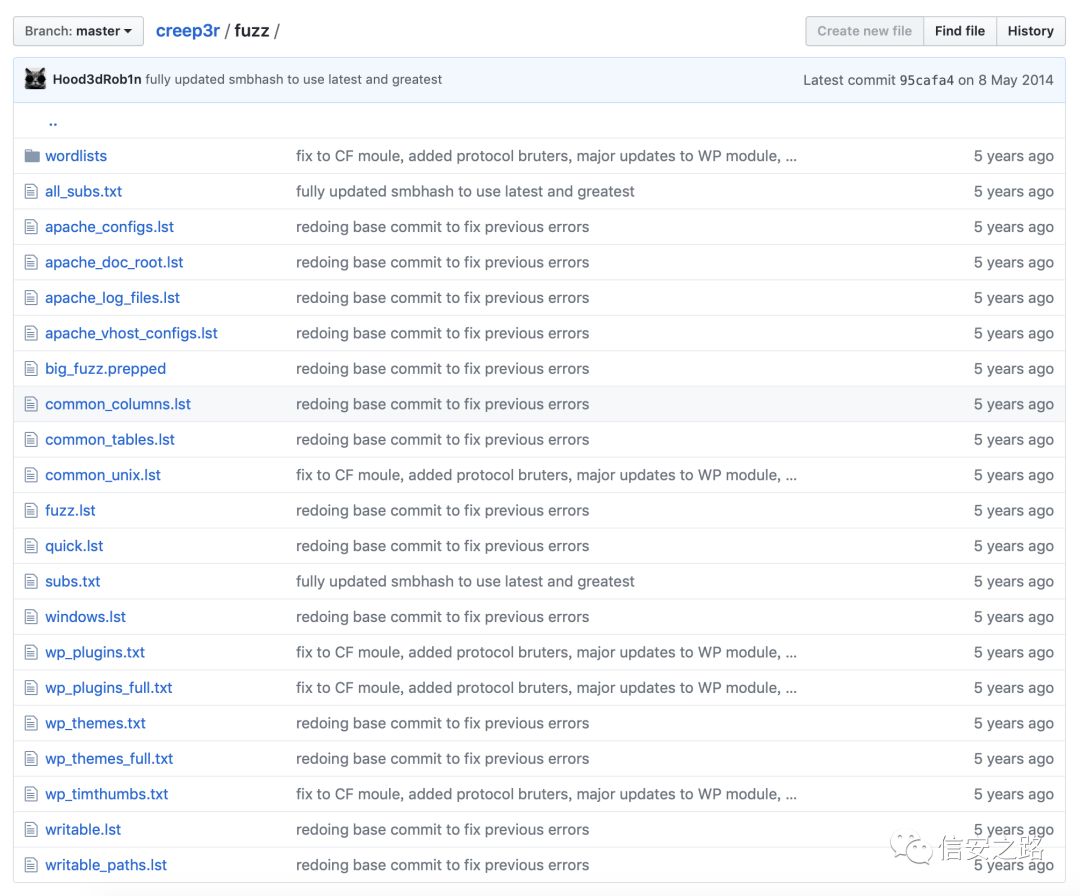 Branch: master creep3r / fuzz / Create new file Find file History
Hood3dRob1n fully updated smbhash to use latest and greatest Latest commit 95cafa4 on 8 May 2014
..
wordlists fix to CF moule, added protocol bruters, major updates to WP module, ... 5 years ago
all_subs.txt fully updated smbhash to use latest and greatest 5 years ago
apache_configs.lst redoing base commit to fix previous errors 5 years ago
apache_doc_root.lst redoing base commit to fix previous errors 5 years ago
apache_log_files.lst redoing base commit to fix previous errors 5 years ago
apache_vhost_configs.lst redoing base commit to fix previous errors 5 years ago
big_fuzz.prepped redoing base commit to fix previous errors 5 years ago
common_columns.lst redoing base commit to fix previous errors 5 years ago
common_tables.lst redoing base commit to fix previous errors 5 years ago
common_unix.lst fix to CF moule, added protocol bruters, major updates to WP module, ... 5 years ago
fuzz.lst redoing base commit to fix previous errors 5 years ago
quick.lst redoing base commit to fix previous errors 5 years ago
subs.txt fully updated smbhash to use latest and greatest 5 years ago
windows.lst redoing base commit to fix previous errors 5 years ago
wp_plugins.txt fix to CF moule, added protocol bruters, major updates to WP module, ... 5 years ago
wp_plugins_full.txt fix to CF moule, added protocol bruters, major updates to WP module, ... 5 years ago
wp_themes.txt redoing base commit to fix previous errors 5 years ago
wp_themes_full.txt redoing base commit to fix previous errors 5 years ago
wp_timthumbs.txt fix to CF moule, added protocol bruters, major updates to WP module, ... 5 years ago
writable.lst redoing base commit to fix previous errors 5 years ago
信安之路
writable_paths.lst redoing base commit to fix previous errors 5 years ago